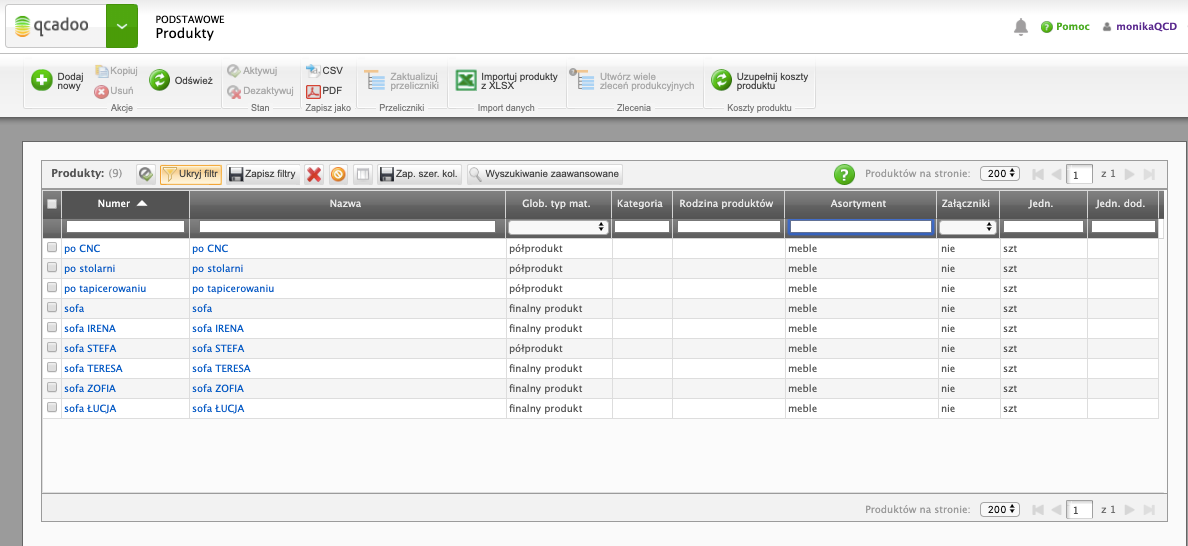 qcadoo
PODSTAWOWE
Produkty
Pomoc
monikaQCD
Dodaj nowy
Kopiuj
Usuń
Odśwież
Akcje
Aktywuj
Dezaktywuj
Stan
CSV
PDF
Zapisz jako
Zaktualizuj przeliczniki
Przeliczniki
Importuj produkty z XLSX
Import danych
Utwórz wiele zleceń produkcyjnych
Zlecenia
Uzupełnij koszty produktu
Koszty produktu
Produkty: (9) Ukryj filtr Zapisz filtry Zap. szer. kol. Wyszukiwanie zaawansowane Produktów na stronie: 200 1 z 1
Numer Nazwa Glob. typ mat. Kategoria Rodzina produktów Asortyment Załączniki Jedn. Jedn. dod.
po CNC po CNC półprodukt meble nie szt
po stolarni po stolarni półprodukt meble nie szt
po tapicerowaniu po tapicerowaniu półprodukt meble nie szt
sofa sofa finalny produkt meble nie szt
sofa IRENA sofa IRENA finalny produkt meble nie szt
sofa STEFA sofa STEFA półprodukt meble nie szt
sofa TERESA sofa TERESA finalny produkt meble nie szt
sofa ZOFIA sofa ZOFIA finalny produkt meble nie szt
sofa ŁUCJA sofa ŁUCJA finalny produkt meble nie szt
Produktów na stronie: 200 1 z 1